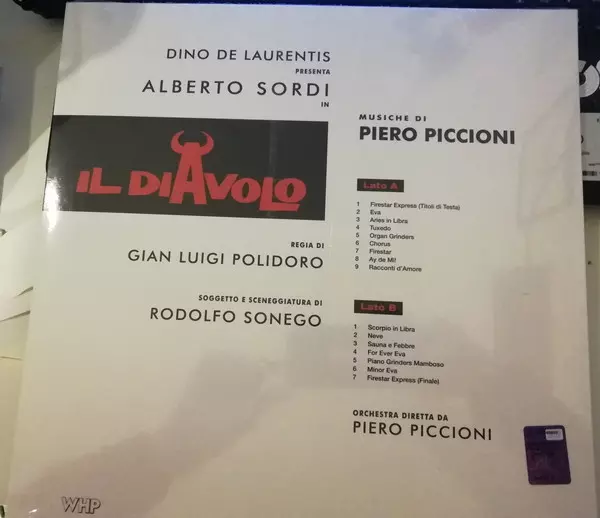 DINO DE LAURENTIS
PRESENTA
ALBERTO SORDI
IN
IL DIAVOLO
REGIA DI
GIAN LUIGI POLIDORO
SOGGETTO E SCENEGGIATURA DI
RODOLFO SONEGO
MUSICHE DI
PIERO PICCIONI
Lato A
1 Firestar Express (Titoli di Testa)
2 Eva
3 Aries in Libra
4 Tuxedo
5 Organ Grinders
6 Chorus
7 Firestar
8 Ay de Mi!
9 Racconti d'Amore
Lato B
1 Scorpio in Libra
2 Neve
3 Sauna e Febbre
4 For Ever Eva
5 Piano Grinders Mamboso
6 Minor Eva
7 Firestar Express (Finale)
ORCHESTRA DIRETTA DA
PIERO PICCIONI
WHP